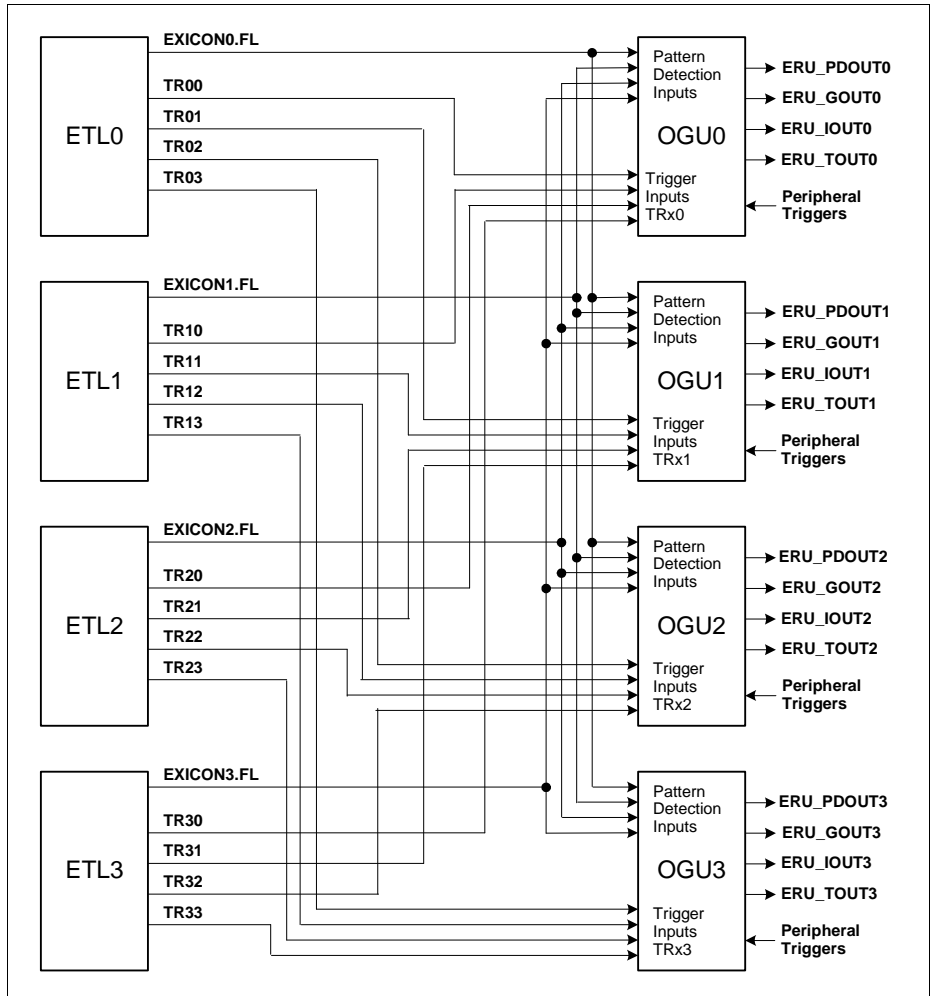 EXICON0.FL
TR00
TR01
TR02
TR03
ETL0
Pattern
Detection
Inputs
OGU0
Trigger
Inputs
TRx0
ERU_PDOUT0
ERU_GOUT0
ERU_IOUT0
ERU_TOUT0
Peripheral
Triggers
EXICON1.FL
TR10
TR11
TR12
TR13
ETL1
Pattern
Detection
Inputs
OGU1
Trigger
Inputs
TRx1
ERU_PDOUT1
ERU_GOUT1
ERU_IOUT1
ERU_TOUT1
Peripheral
Triggers
EXICON2.FL
TR20
TR21
TR22
TR23
ETL2
Pattern
Detection
Inputs
OGU2
Trigger
Inputs
TRx2
ERU_PDOUT2
ERU_GOUT2
ERU_IOUT2
ERU_TOUT2
Peripheral
Triggers
EXICON3.FL
TR30
TR31
TR32
TR33
ETL3
Pattern
Detection
Inputs
OGU3
Trigger
Inputs
TRx3
ERU_PDOUT3
ERU_GOUT3
ERU_IOUT3
ERU_TOUT3
Peripheral
Triggers